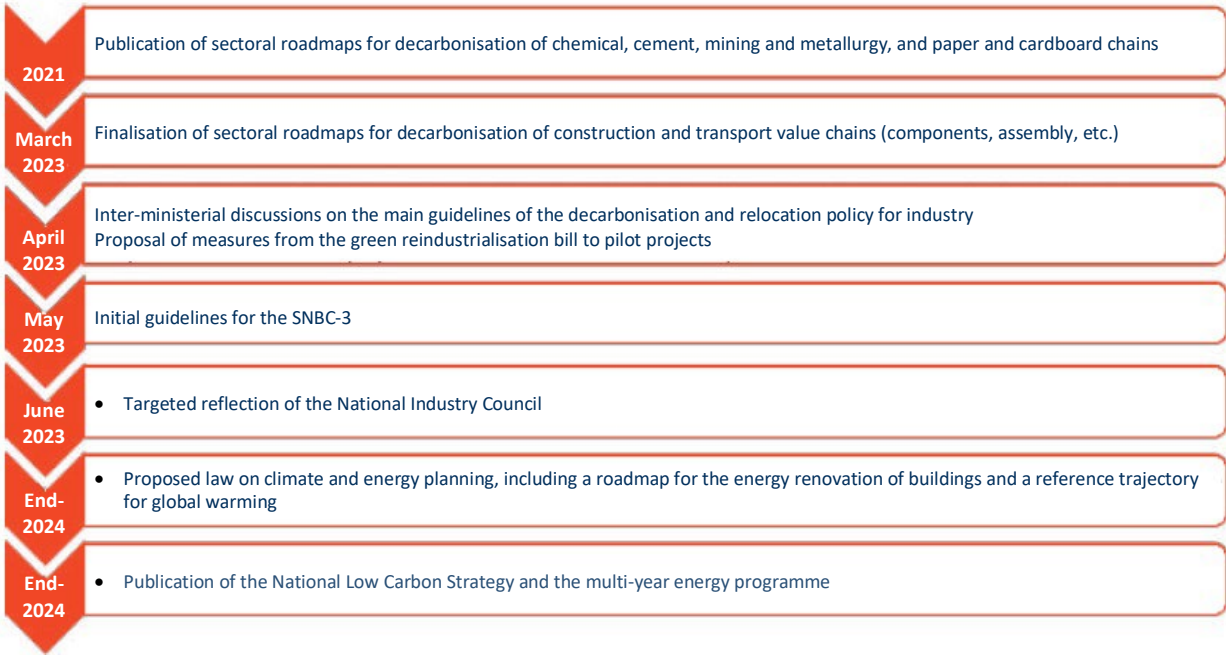 2021
Publication of sectoral roadmaps for decarbonisation of chemical, cement, mining and metallurgy, and paper and cardboard chains
March
2023
Finalisation of sectoral roadmaps for decarbonisation of construction and transport value chains (components, assembly, etc.)
April
2023
Inter-ministerial discussions on the main guidelines of the decarbonisation and relocation policy for industry
Proposal of measures from the green reindustrialisation bill to pilot projects
May
2023
Initial guidelines for the SNBC-3
June
2023
• Targeted reflection of the National Industry Council
End-
2024
• Proposed law on climate and energy planning, including a roadmap for the energy renovation of buildings and a reference trajectory
for global warming
End-
2024
• Publication of the National Low Carbon Strategy and the multi-year energy programme